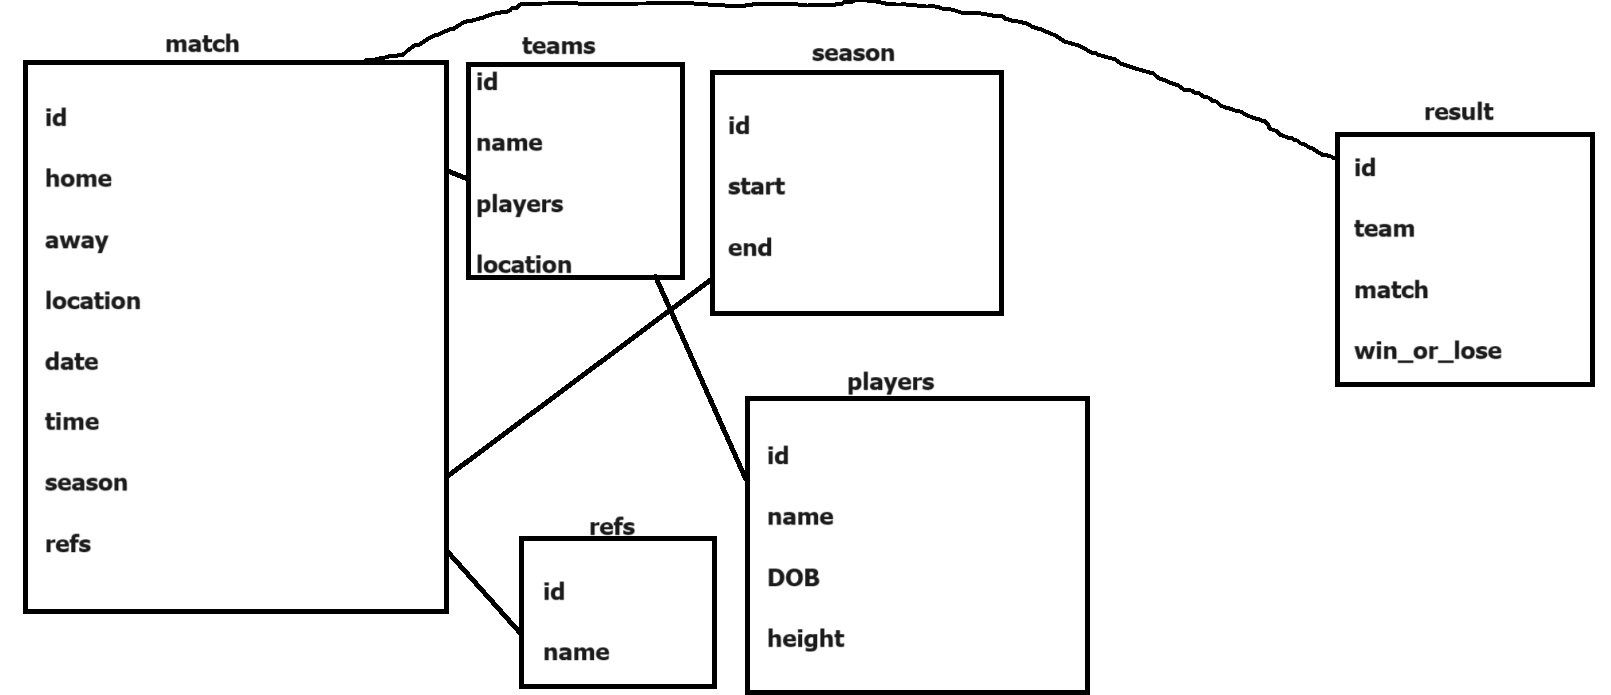 match
id
home
away
location
date
time
season
refs
teams
id
name
players
location
season
id
start
end
result
id
team
match
win_or_lose
players
id
name
DOB
height
refs
id
name